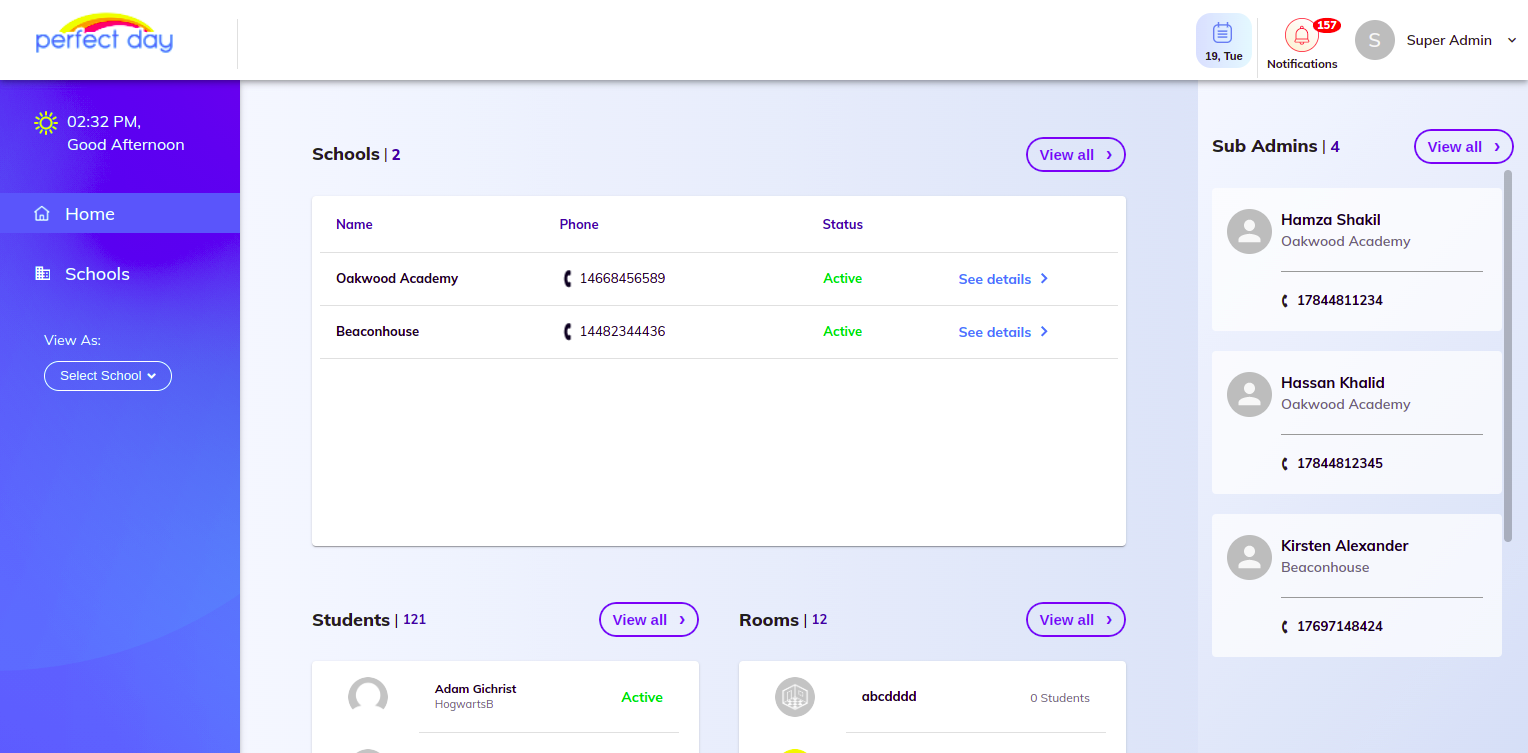 perfect day
19, Tue
157
Notifications
S
Super Admin
02:32 PM,
Good Afternoon
Home
Schools
View As:
Select School
Schools | 2
View all
Name Phone Status
Oakwood Academy 14668456589 Active See details
Beaconhouse 14482344436 Active See details
Students | 121
View all
Adam Gichrist
HogwartsB
Active
Rooms | 12
View all
abcdddd 0 Students
Sub Admins | 4
View all
Hamza Shakil
Oakwood Academy
17844811234
Hassan Khalid
Oakwood Academy
17844812345
Kirsten Alexander
Beaconhouse
17697148424